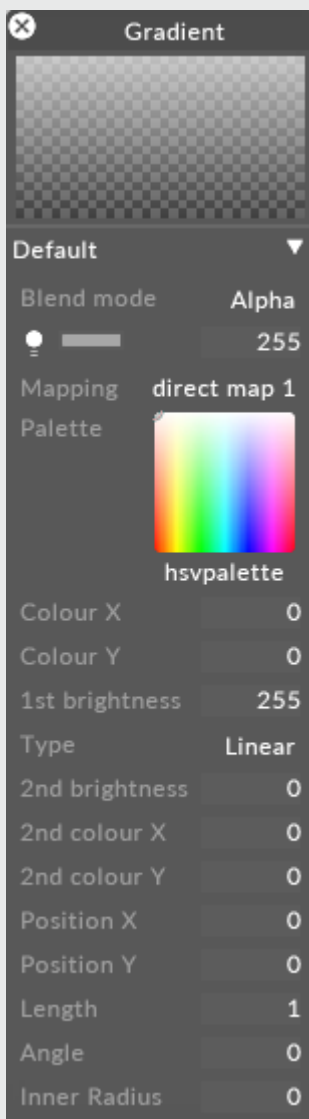 Gradient
Default
Blend mode Alpha
255
Mapping direct map 1
Palette
hsvpalette
Colour X 0
Colour Y 0
1st brightness 255
Type Linear
2nd brightness 0
2nd colour X 0
2nd colour Y 0
Position X 0
Position Y 0
Length 1
Angle 0
Inner Radius 0